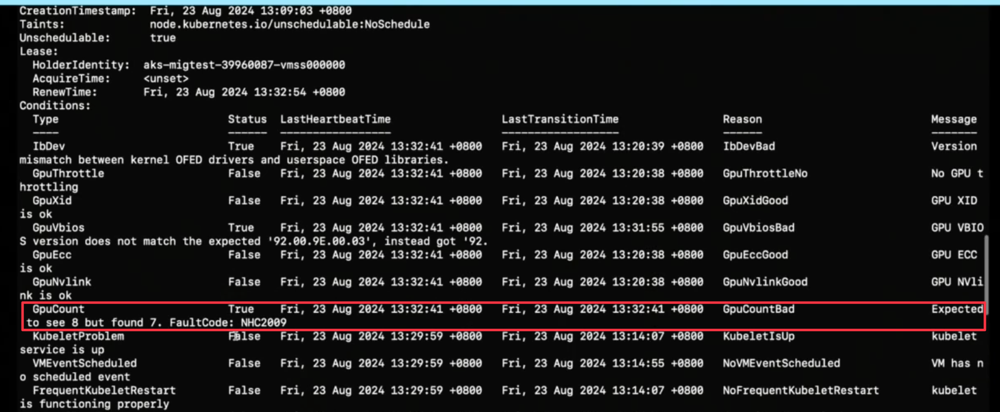 CreationTimestamp:  Fri, 23 Aug 2024 13:09:03 +0800
Taints:             node.kubernetes.io/unschedulable:NoSchedule
Unschedulable:      true
Lease:
  HolderIdentity:  aks-migtest-39960087-vmss000000
  AcquireTime:     <unset>
  RenewTime:       Fri, 23 Aug 2024 13:32:54 +0800
Conditions:
  Type                          Status  LastHeartbeatTime                 LastTransitionTime                Reason                          Message
  ----                          ------  -----------------                 ------------------                ------                          -------
  IbDev                         True    Fri, 23 Aug 2024 13:32:41 +0800   Fri, 23 Aug 2024 13:20:39 +0800   IbDevBad                        Version
mismatch between kernel OFED drivers and userspace OFED libraries.
  GpuThrottle                   False   Fri, 23 Aug 2024 13:32:41 +0800   Fri, 23 Aug 2024 13:20:38 +0800   GpuThrottleNo                   No GPU t
hrottling
  GpuXid                        False   Fri, 23 Aug 2024 13:32:41 +0800   Fri, 23 Aug 2024 13:20:38 +0800   GpuXidGood                      GPU XID
is ok
  GpuVbios                      True    Fri, 23 Aug 2024 13:32:41 +0800   Fri, 23 Aug 2024 13:31:55 +0800   GpuVbiosBad                     GPU VBIO
S version does not match the expected '92.00.9E.00.03', instead got '92.
  GpuEcc                        False   Fri, 23 Aug 2024 13:32:41 +0800   Fri, 23 Aug 2024 13:20:38 +0800   GpuEccGood                      GPU ECC
is ok
  GpuNvlink                     False   Fri, 23 Aug 2024 13:32:41 +0800   Fri, 23 Aug 2024 13:20:38 +0800   GpuNvlinkGood                   GPU NVli
nk is ok
  GpuCount                      True    Fri, 23 Aug 2024 13:32:41 +0800   Fri, 23 Aug 2024 13:32:41 +0800   GpuCountBad                     Expected
 to see 8 but found 7. FaultCode: NHC2009
  KubeletProblem                False   Fri, 23 Aug 2024 13:29:59 +0800   Fri, 23 Aug 2024 13:14:07 +0800   KubeletIsUp                     kubelet
service is up
  VMEventScheduled              False   Fri, 23 Aug 2024 13:29:59 +0800   Fri, 23 Aug 2024 13:14:55 +0800   NoVMEventScheduled              VM has n
o scheduled event
  FrequentKubeletRestart        False   Fri, 23 Aug 2024 13:29:59 +0800   Fri, 23 Aug 2024 13:14:07 +0800   NoFrequentKubeletRestart        kubelet
is functioning properly